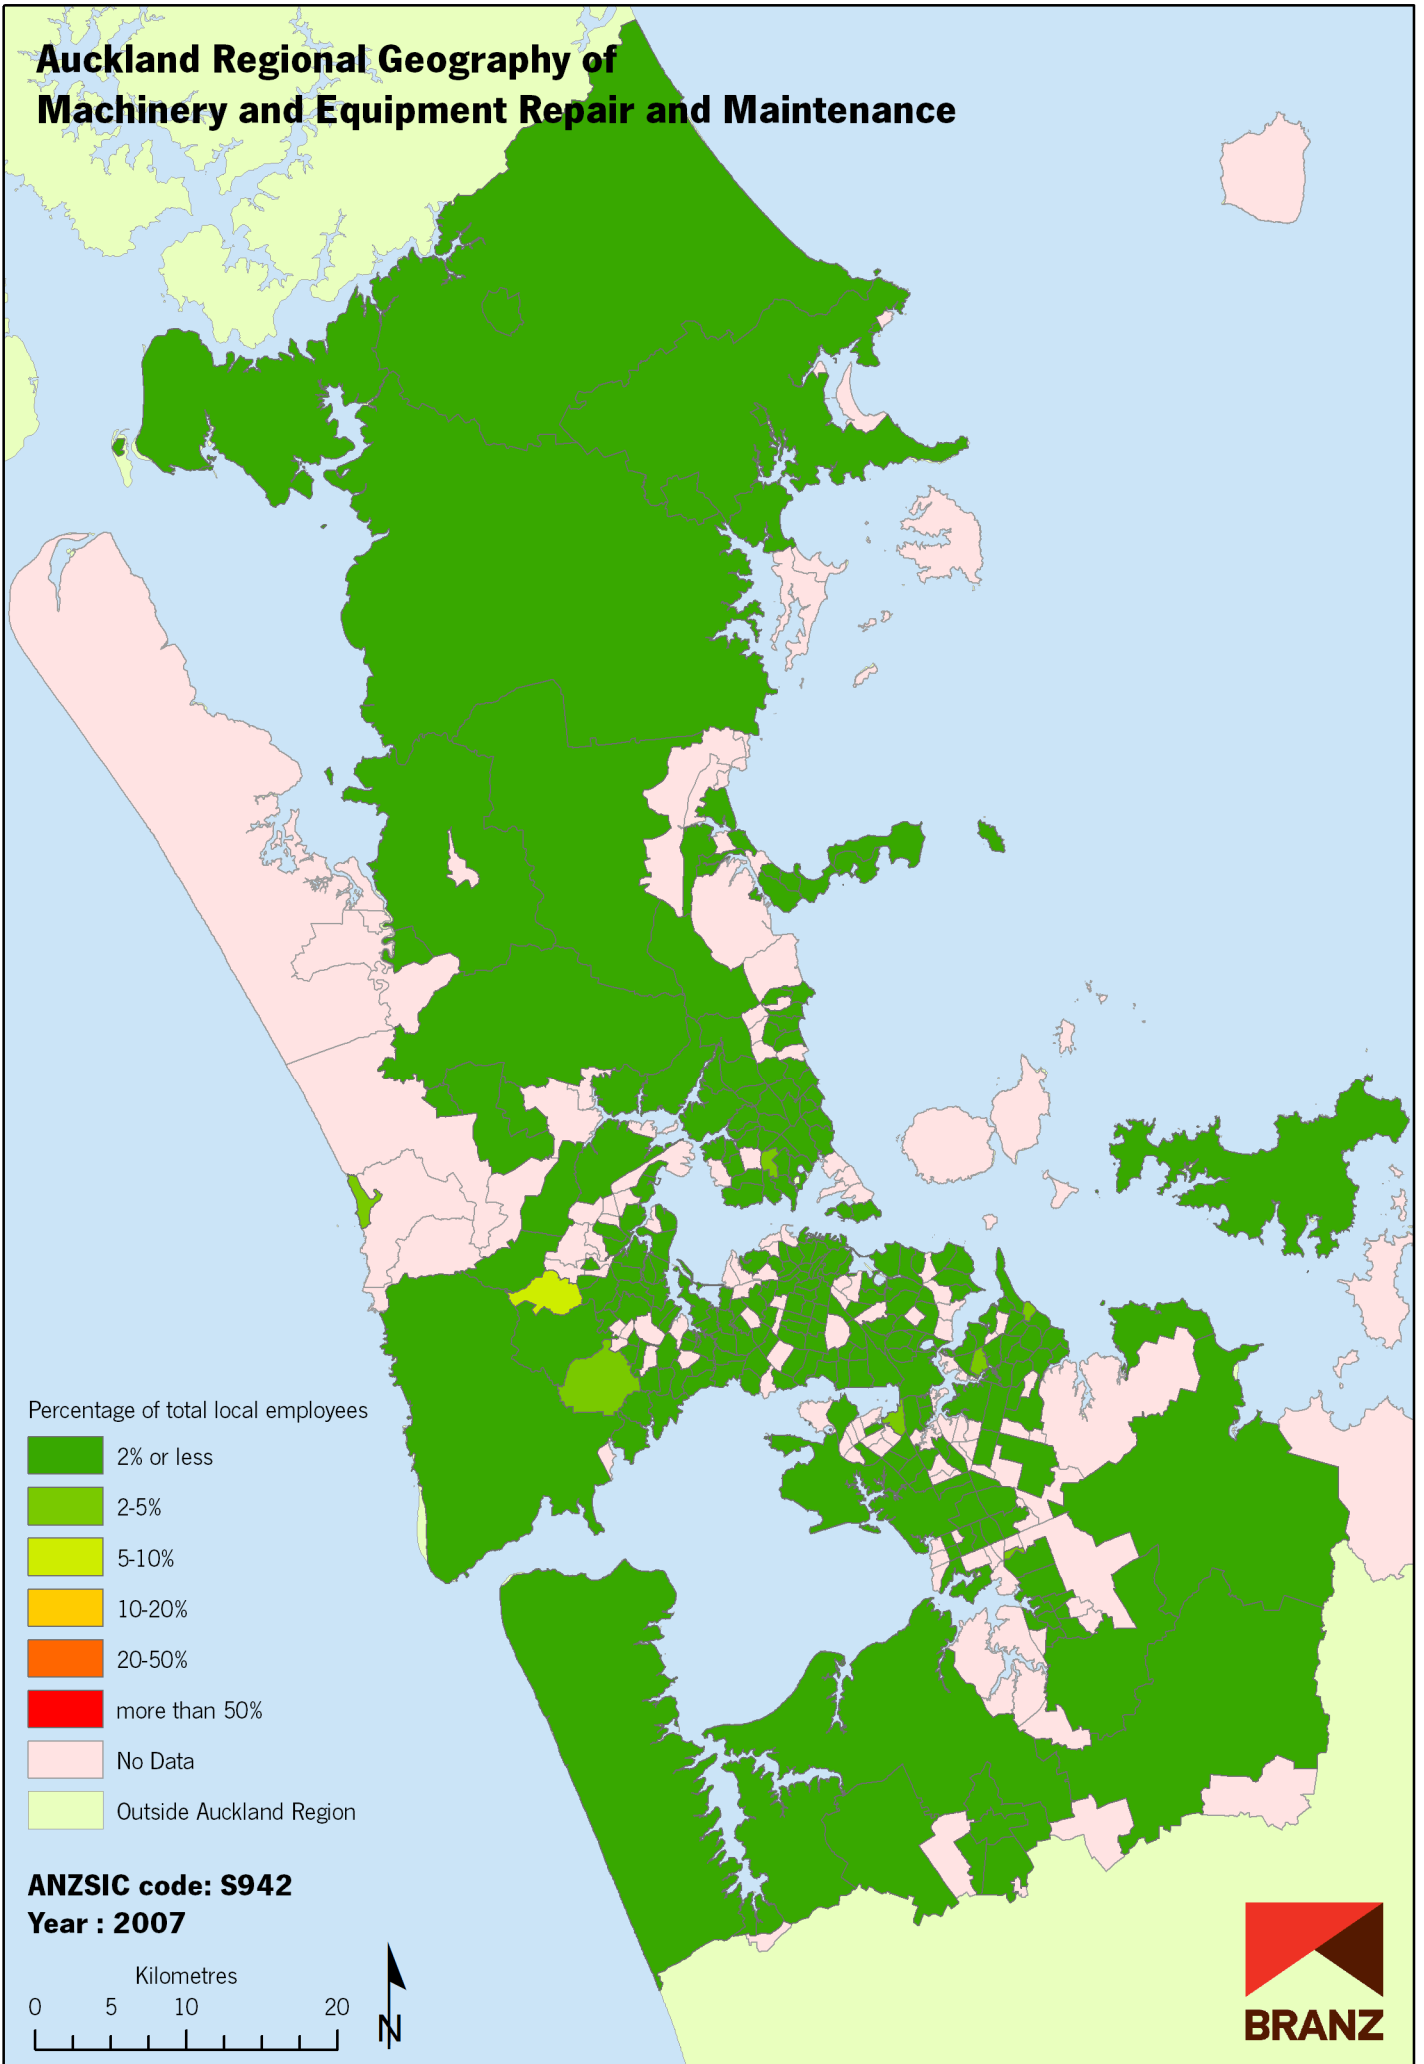 Auckland Regional Geography of
Machinery and Equipment Repair and Maintenance
Percentage of total local employees
2% or less
2-5%
5-10%
10-20%
20-50%
more than 50%
No Data
Outside Auckland Region
ANZSIC code: S942
Year : 2007
Kilometres
0 5 10 20
N
BRANZ